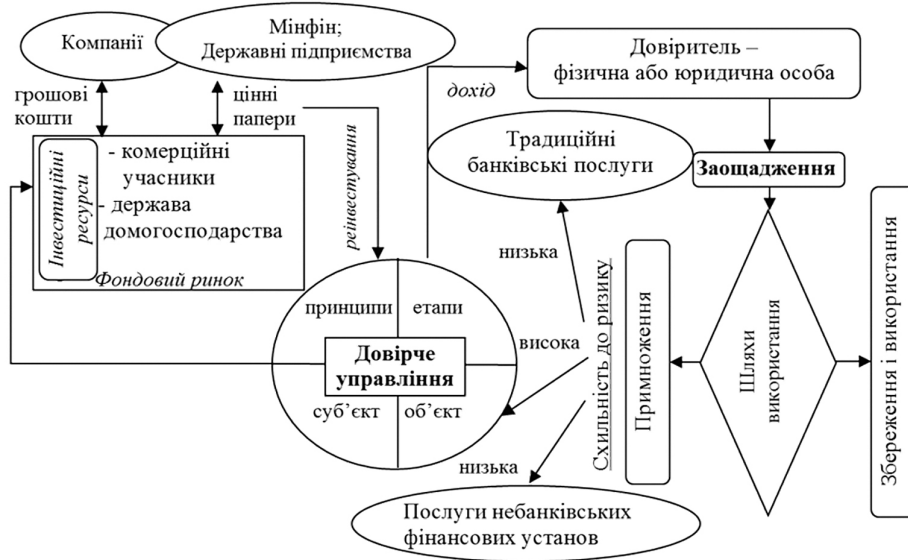 Компанії
Мінфін;
Державні підприємства
Довіритель –
фізична або юридична особа
грошові
кошти
цінні
папери
дохід
Традиційні
банківські послуги
Заощадження
Інвестиційні
ресурси
- комерційні
учасники
- держава
домогосподарства
Фондовий ринок
реінвестування
низька
принципи
етапи
Довірче
управління
суб’єкт
об’єкт
висока
Схильність до ризику
Примноження
Шляхи
використання
Збереження і використання
низька
Послуги небанківських
фінансових установ